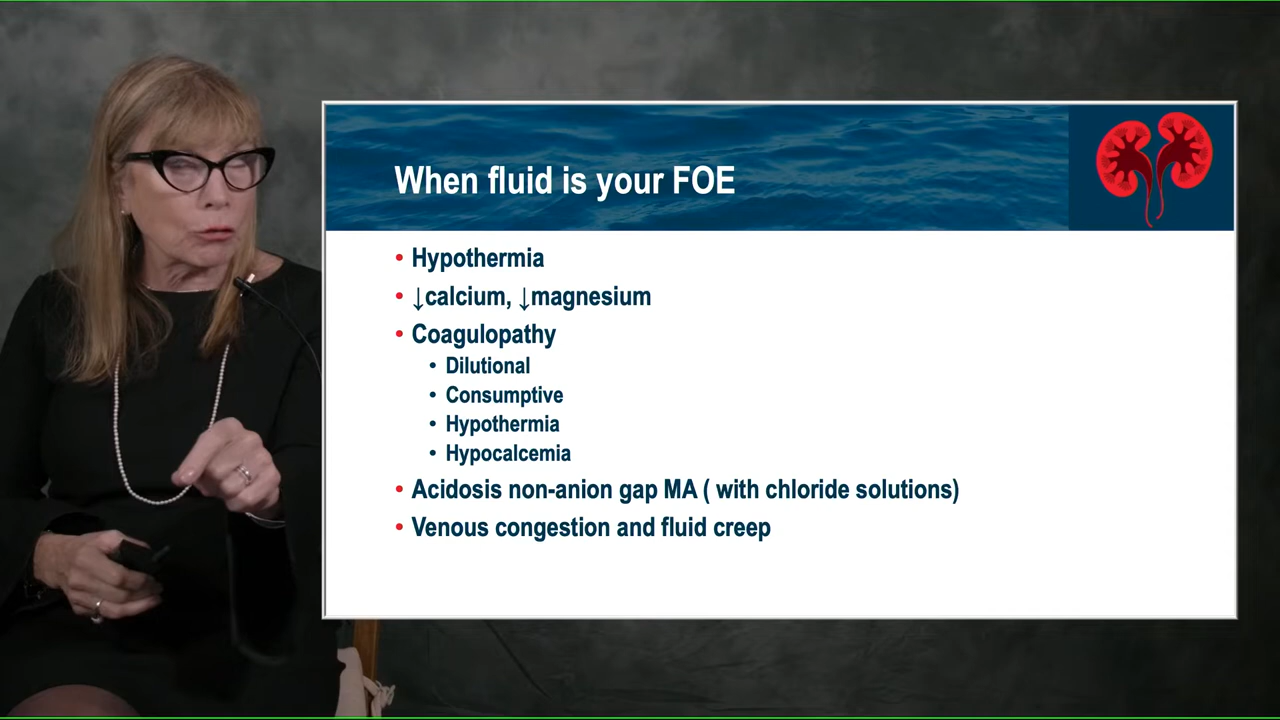 When fluid is your FOE
• Hypothermia
• ↓calcium, ↓magnesium
• Coagulopathy
• Dilutional
• Consumptive
• Hypothermia
• Hypocalcemia
• Acidosis non-anion gap MA ( with chloride solutions)
• Venous congestion and fluid creep